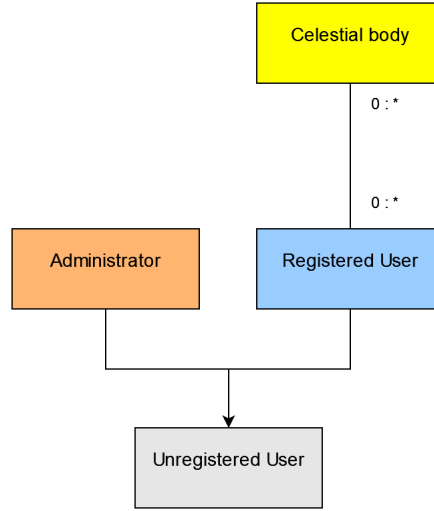 Celestial body
0 : *
0 : *
Administrator
Registered User
Unregistered User